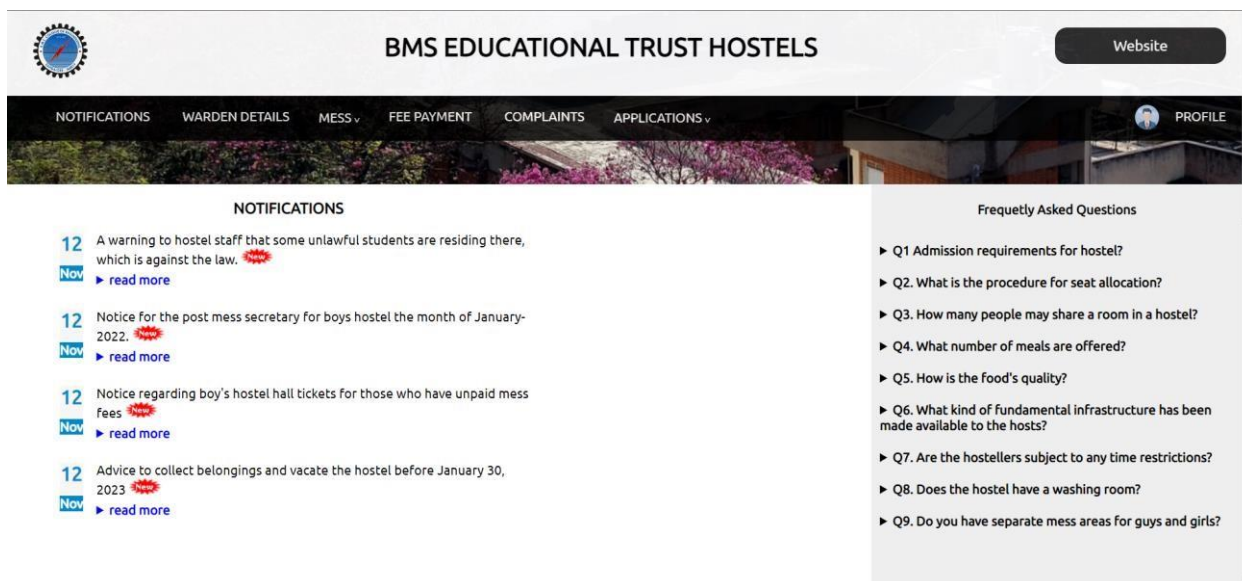 BMS EDUCATIONAL TRUST HOSTELS
Website
NOTIFICATIONS
WARDEN DETAILS
MESS v
FEE PAYMENT
COMPLAINTS
APPLICATIONS v
PROFILE
NOTIFICATIONS
12
Nov
A warning to hostel staff that some unlawful students are residing there,
which is against the law. New
▶ read more
12
Nov
Notice for the post mess secretary for boys hostel the month of January-
2022. New
▶ read more
12
Nov
Notice regarding boy's hostel hall tickets for those who have unpaid mess
fees New
▶ read more
12
Nov
Advice to collect belongings and vacate the hostel before January 30,
2023 New
▶ read more
Frequetly Asked Questions
▶ Q1 Admission requirements for hostel?
▶ Q2. What is the procedure for seat allocation?
▶ Q3. How many people may share a room in a hostel?
▶ Q4. What number of meals are offered?
▶ Q5. How is the food's quality?
▶ Q6. What kind of fundamental infrastructure has been
made available to the hosts?
▶ Q7. Are the hostellers subject to any time restrictions?
▶ Q8. Does the hostel have a washing room?
▶ Q9. Do you have separate mess areas for guys and girls?